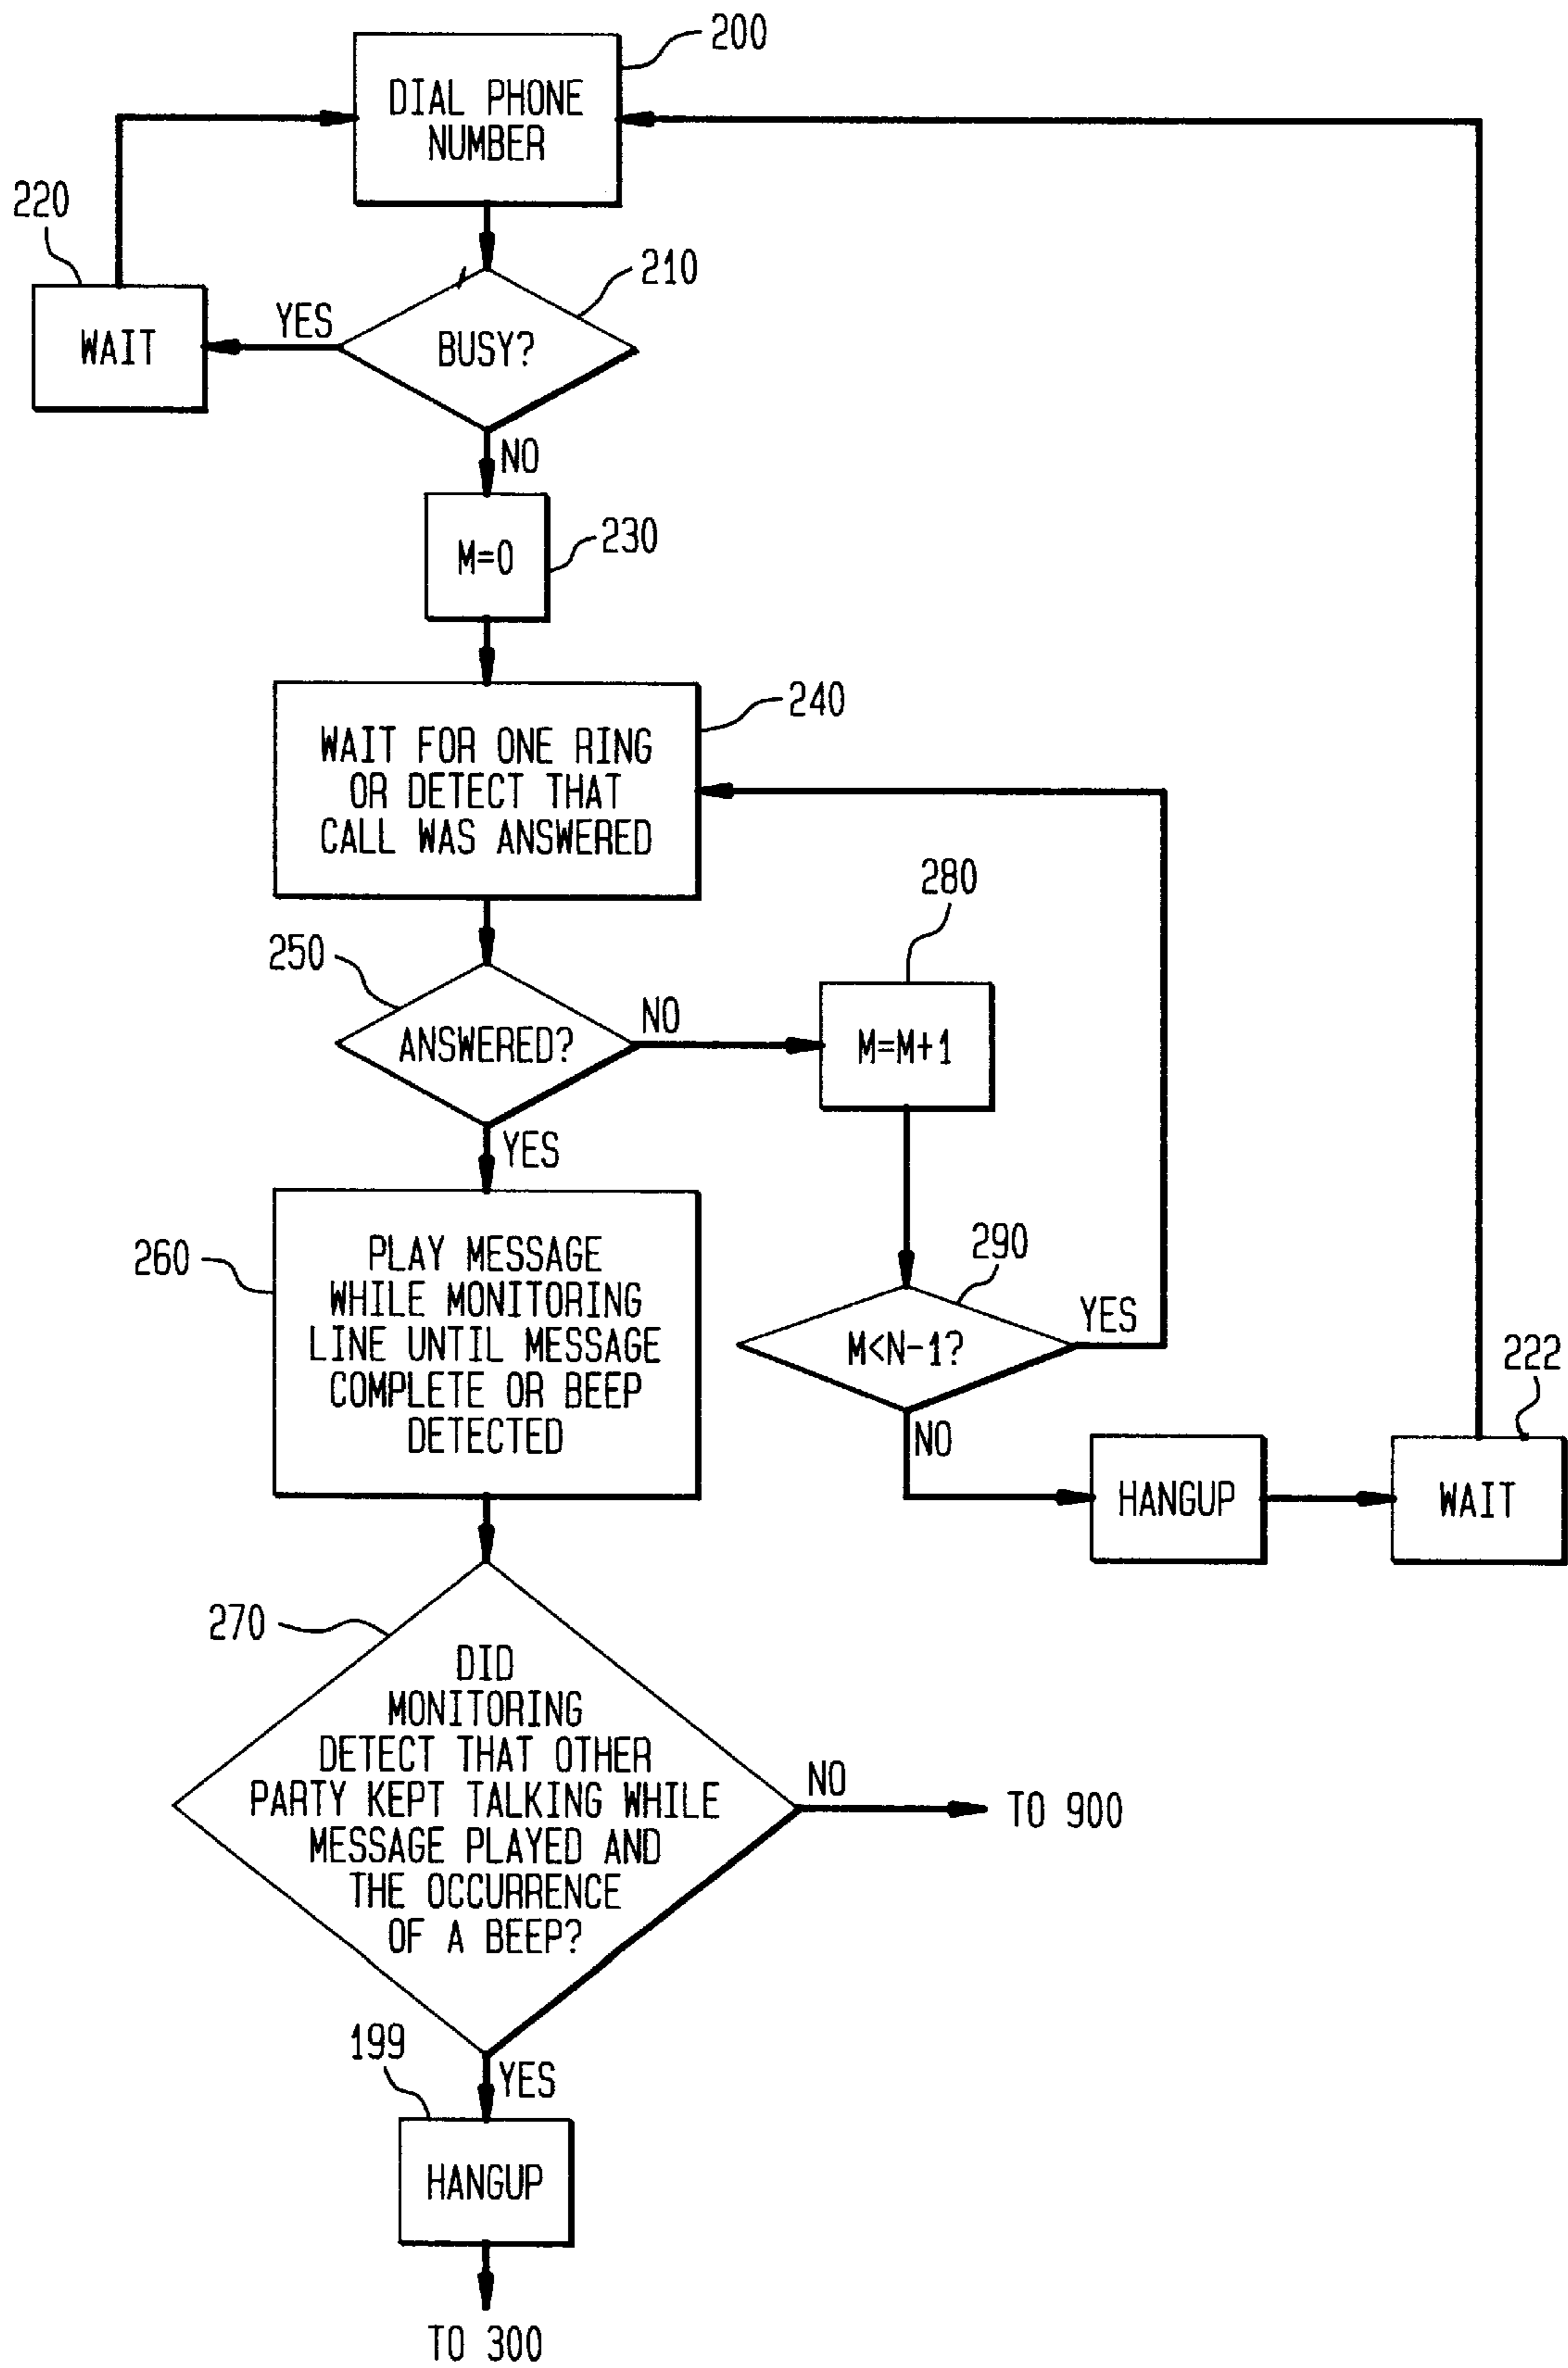 200
DIAL PHONE
NUMBER
220
210
WAIT
YES
BUSY?
NO
M=0
230
240
WAIT FOR ONE RING
OR DETECT THAT
CALL WAS ANSWERED
250
280
ANSWERED?
NO
M=M+1
YES
260
PLAY MESSAGE
WHILE MONITORING
LINE UNTIL MESSAGE
COMPLETE OR BEEP
DETECTED
290
M<N-1?
YES
222
NO
HANGUP
WAIT
270
DID
MONITORING
DETECT THAT OTHER
PARTY KEPT TALKING WHILE
MESSAGE PLAYED AND
THE OCCURRENCE
OF A BEEP?
NO
TO 900
199
YES
HANGUP
TO 300